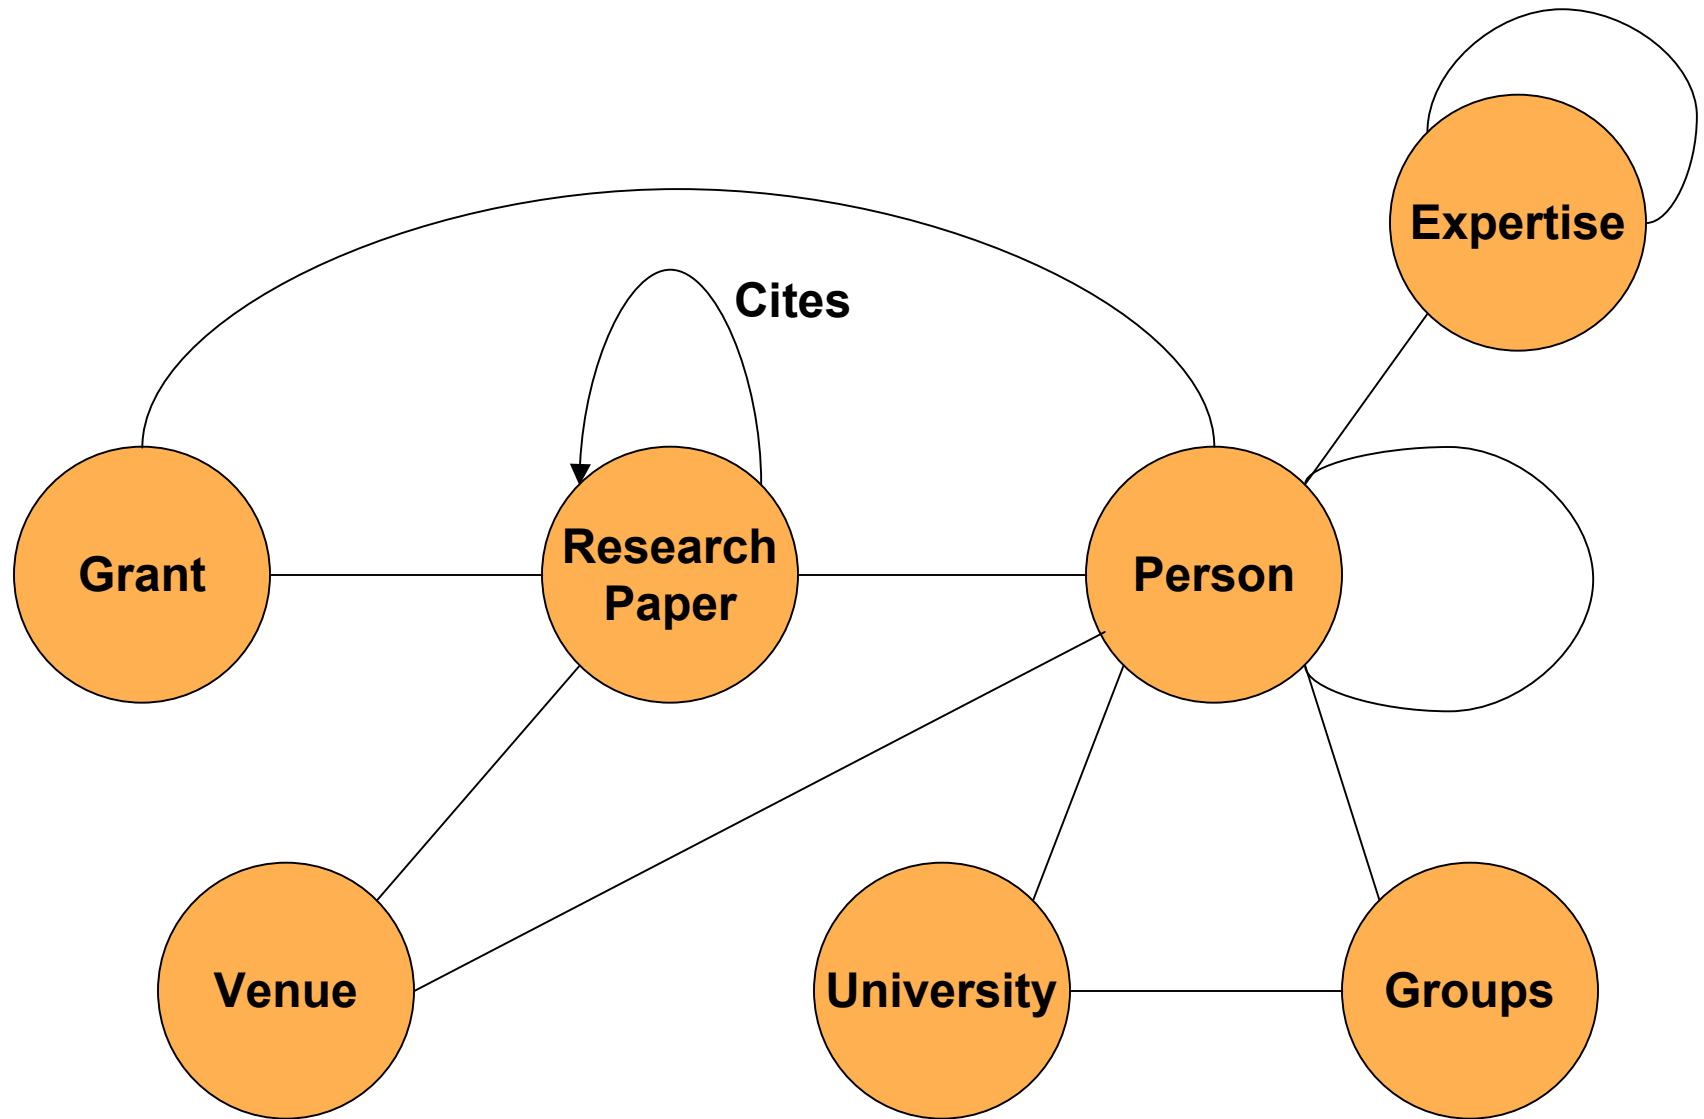 Expertise
Cites
Grant
Research
Paper
Person
Venue
University
Groups